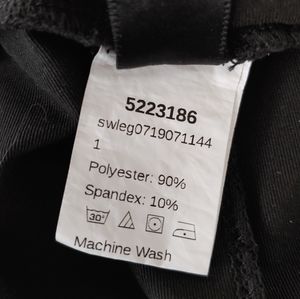 5223186
swleg0719071144
1
Polyester: 90%
Spandex: 10%
30°
Machine Wash